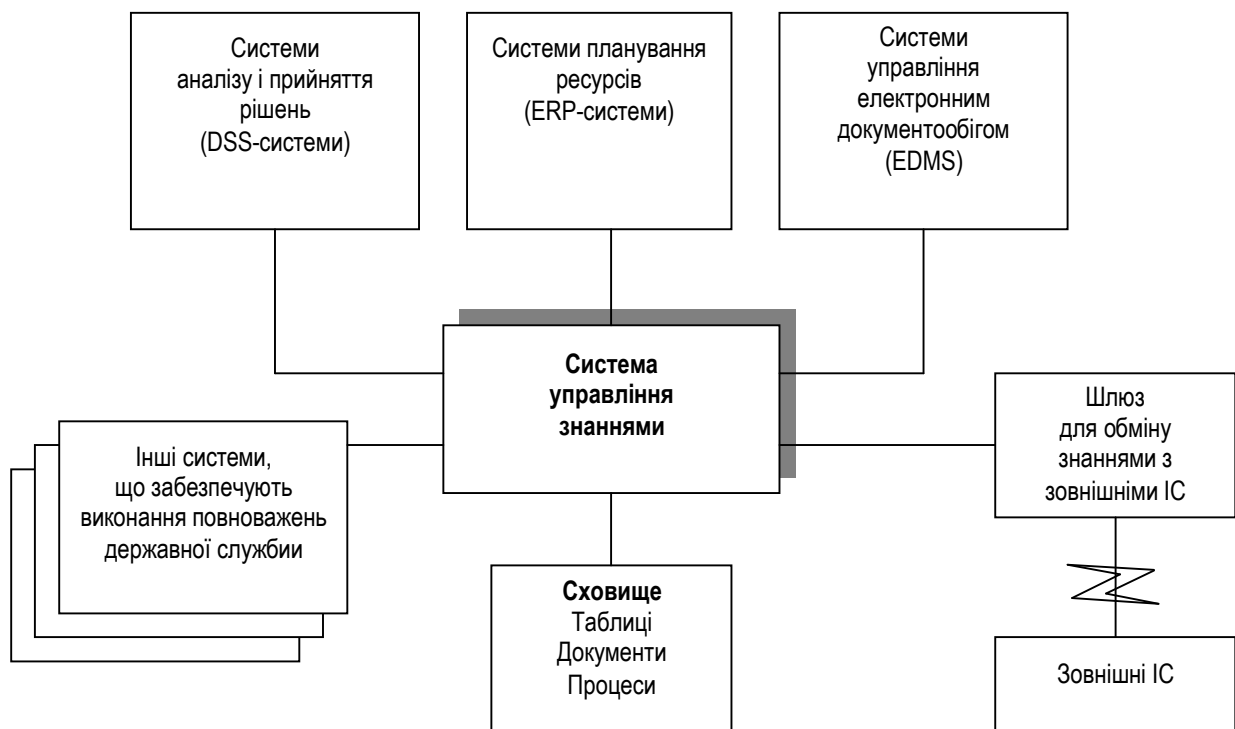 Системи
аналізу і прийняття
рішень
(DSS-системи)
Системи планування
ресурсів
(ERP-системи)
Системи
управління
електронним
документообігом
(EDMS)
Система
управління
знаннями
Інші системи,
що забезпечують
виконання повноважень
державної службии
Шлюз
для обміну
знаннями з
зовнішніми ІС
Сховище
Таблиці
Документи
Процеси
Зовнішні ІС